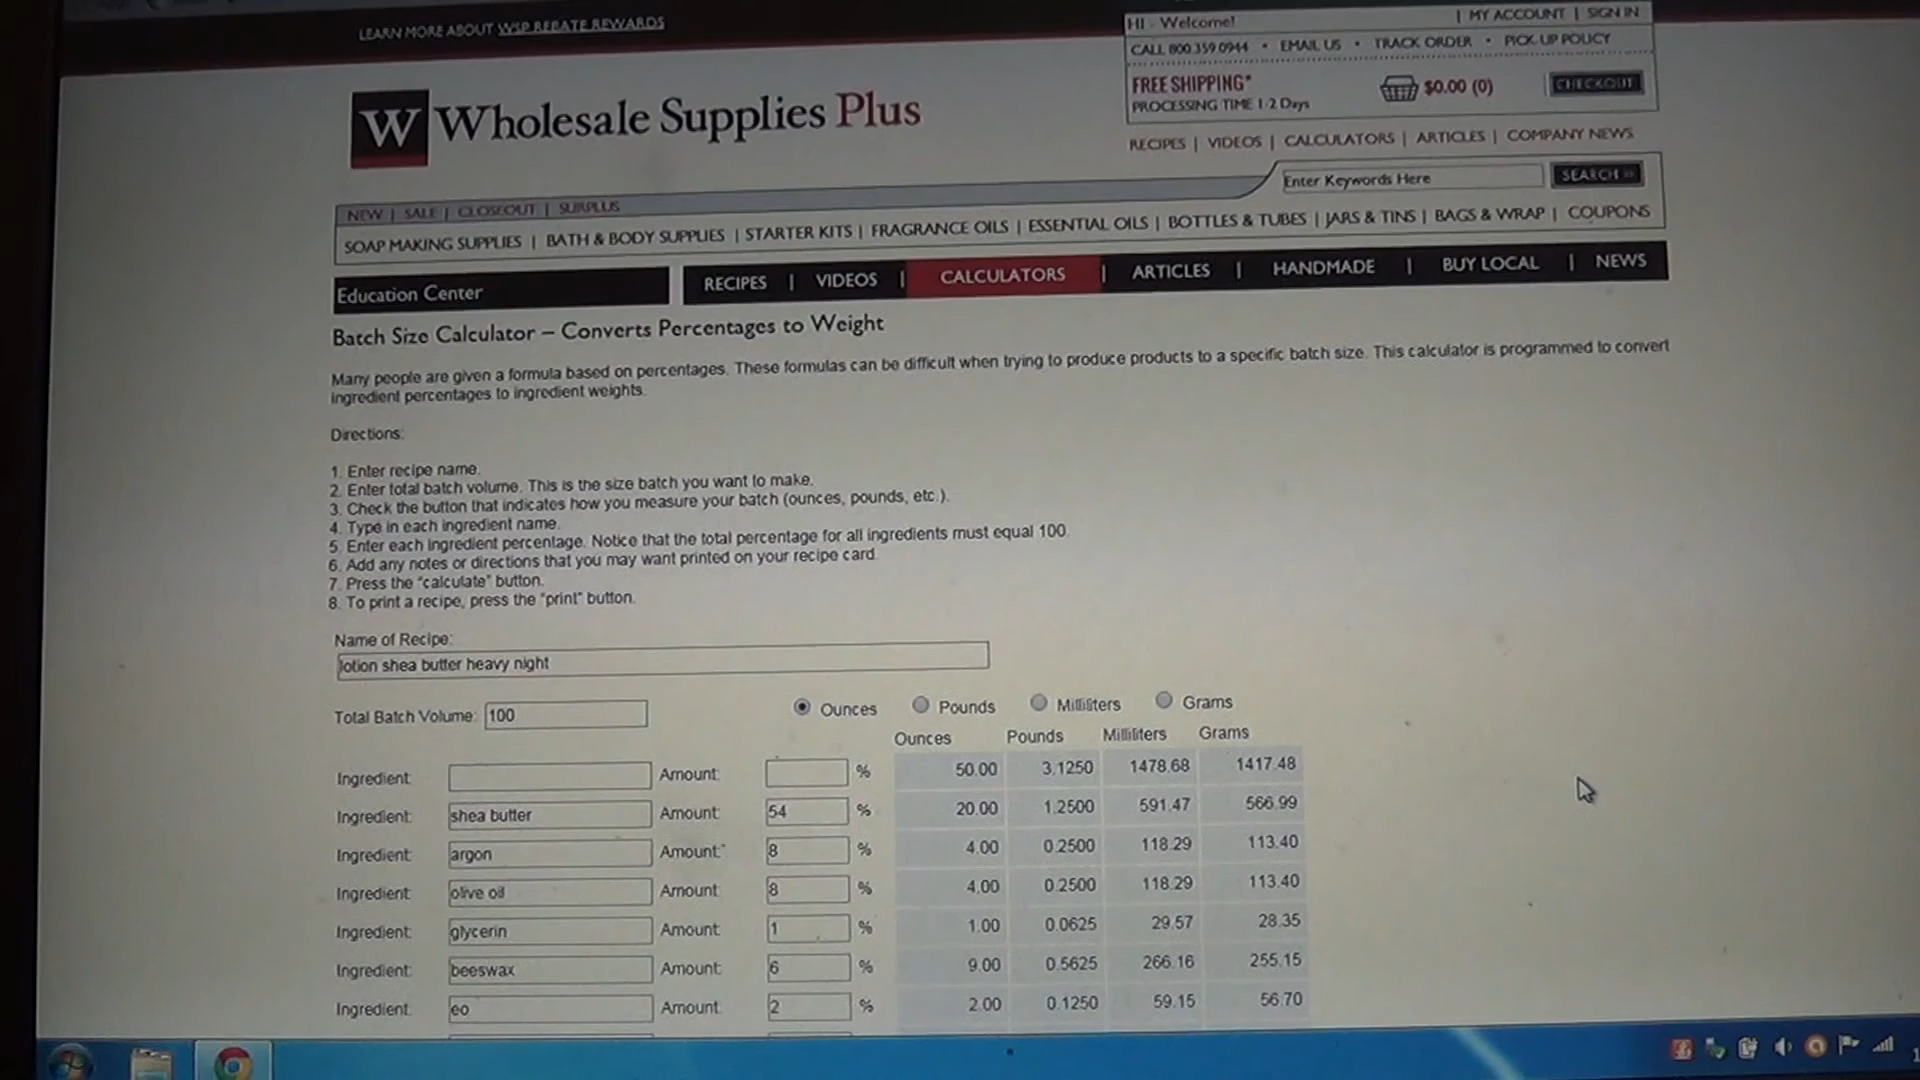 LEARN MORE ABOUT WSP REBATE REWARDS
HI - Welcome! | MY ACCOUNT | SIGN IN
CALL 800.359.0944 • EMAIL US • TRACK ORDER • PICK-UP POLICY
FREE SHIPPING*
PROCESSING TIME 1-2 Days
$0.00 (0)
CHECKOUT
W Wholesale Supplies Plus
RECIPES | VIDEOS | CALCULATORS | ARTICLES | COMPANY NEWS
Enter Keywords Here SEARCH »
NEW | SALE | CLOSEOUT | SURPLUS
SOAP MAKING SUPPLIES | BATH & BODY SUPPLIES | STARTER KITS | FRAGRANCE OILS | ESSENTIAL OILS | BOTTLES & TUBES | JARS & TINS | BAGS & WRAP | COUPONS
Education Center RECIPES | VIDEOS | CALCULATORS | ARTICLES | HANDMADE | BUY LOCAL | NEWS
Batch Size Calculator – Converts Percentages to Weight
Many people are given a formula based on percentages. These formulas can be difficult when trying to produce products to a specific batch size. This calculator is programmed to convert
ingredient percentages to ingredient weights.
Directions:
1. Enter recipe name.
2. Enter total batch volume. This is the size batch you want to make.
3. Check the button that indicates how you measure your batch (ounces, pounds, etc.).
4. Type in each ingredient name.
5. Enter each ingredient percentage. Notice that the total percentage for all ingredients must equal 100.
6. Add any notes or directions that you may want printed on your recipe card.
7. Press the "calculate" button.
8. To print a recipe, press the "print" button.
Name of Recipe:
lotion shea butter heavy night
Total Batch Volume: 100 Ounces Pounds Milliliters Grams
Ounces Pounds Milliliters Grams
Ingredient: Amount: % 50.00 3.1250 1478.68 1417.48
Ingredient: shea butter Amount: 54 % 20.00 1.2500 591.47 566.99
Ingredient: argon Amount: 8 % 4.00 0.2500 118.29 113.40
Ingredient: olive oil Amount: 8 % 4.00 0.2500 118.29 113.40
Ingredient: glycerin Amount: 1 % 1.00 0.0625 29.57 28.35
Ingredient: beeswax Amount: 6 % 9.00 0.5625 266.16 255.15
Ingredient: eo Amount: 2 % 2.00 0.1250 59.15 56.70